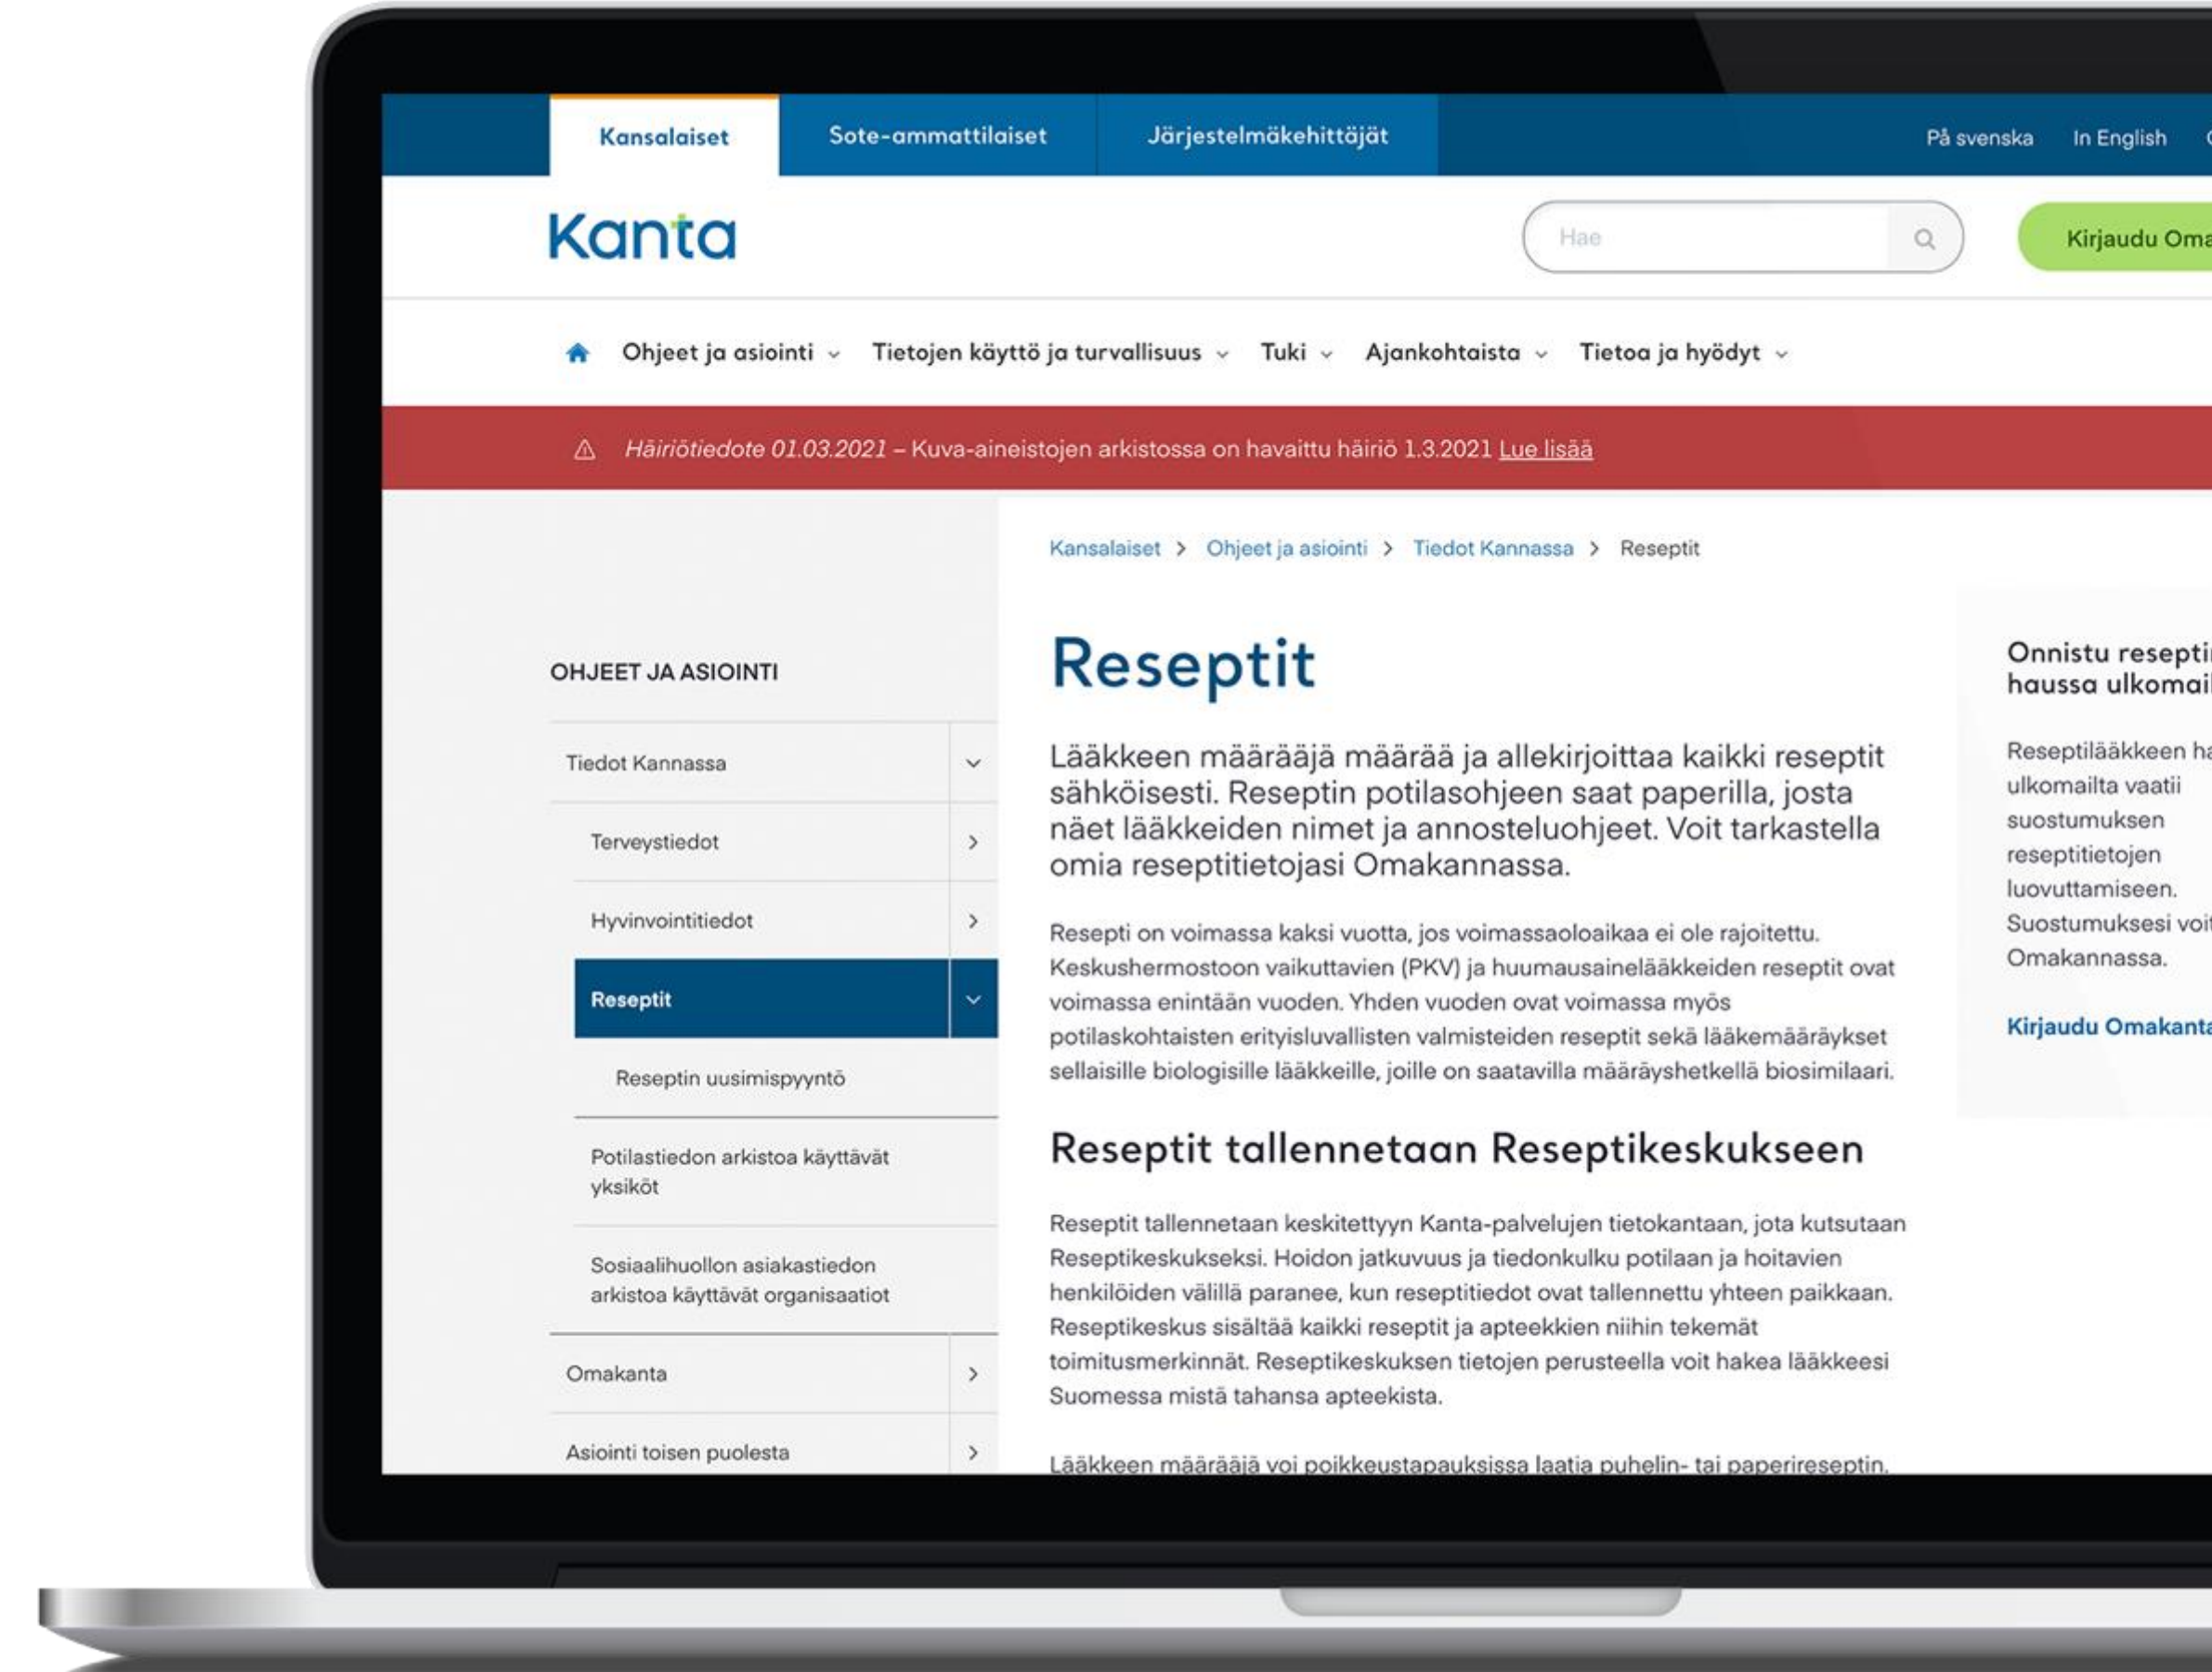 Kansalaiset
Sote-ammattilaiset
Järjestelmäkehittäjät
På svenska
In English
Kanta
Hae
Kirjaudu
Ohjeet ja asiointi
Tietojen käyttö ja turvallisuus
Tuki
Ajankohtaista
Tietoa ja hyödyt
Häiriötiedote 01.03.2021 – Kuva-aineistojen arkistossa on havaittu häiriö 1.3.2021 Lue lisää
Kansalaiset > Ohjeet ja asiointi > Tiedot Kannassa > Reseptit
OHJEET JA ASIOINTI
Tiedot Kannassa
Terveystiedot
Hyvinvointitiedot
Reseptit
Reseptin uusimispyyntö
Potilastiedon arkistoa käyttävät
yksiköt
Sosiaalihuollon asiakastiedon
arkistoa käyttävät organisaatiot
Omakanta
Asiointi toisen puolesta
Reseptit
Lääkkeen määrääjä määrää ja allekirjoittaa kaikki reseptit
sähköisesti. Reseptin potilasohjeen saat paperilla, josta
näet lääkkeiden nimet ja annosteluohjeet. Voit tarkastella
omia reseptitietojasi Omakannassa.
Resepti on voimassa kaksi vuotta, jos voimassaoloaikaa ei ole rajoitettu.
Keskushermostoon vaikuttavien (PKV) ja huumausainelääkkeiden reseptit ovat
voimassa enintään vuoden. Yhden vuoden ovat voimassa myös
potilaskohtaisten erityisluvallisten valmisteiden reseptit sekä lääkemääräykset
sellaisille biologisille lääkkeille, joille on saatavilla määräyshetkellä biosimilaari.
Reseptit tallennetaan Reseptikeskukseen
Reseptit tallennetaan keskitettyyn Kanta-palvelujen tietokantaan, jota kutsutaan
Reseptikeskukseksi. Hoidon jatkuvuus ja tiedonkulku potilaan ja hoitavien
henkilöiden välillä paranee, kun reseptitiedot ovat tallennettu yhteen paikkaan.
Reseptikeskus sisältää kaikki reseptit ja apteekkien niihin tekemät
toimitusmerkinnät. Reseptikeskuksen tietojen perusteella voit hakea lääkkeesi
Suomessa mistä tahansa apteekista.
Lääkkeen määrääjä voi poikkeustapauksissa laatia puhelin- tai paperireseptin.
Onnistu
haussa
Reseptilääkkeen
ulkomailta vaatii
suostumuksen
reseptitietojen
luovuttamiseen.
Suostumuksesi
Omakannassa.
Kirjaudu